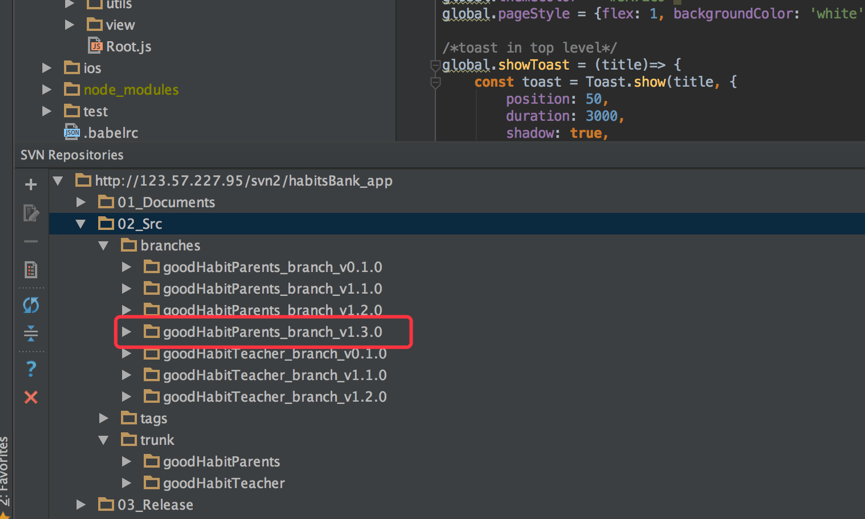 utils
view
Root.js
ios
node_modules
test
.babelrc
global.pageStyle = {flex: 1, backgroundColor: 'white'
/*toast in top level*/
global.showToast = (title)=> {
const toast = Toast.show(title, {
position: 50,
duration: 3000,
shadow: true,
SVN Repositories
http://123.57.227.95/svn2/habitsBank_app
01_Documents
02_Src
branches
goodHabitParents_branch_v0.1.0
goodHabitParents_branch_v1.1.0
goodHabitParents_branch_v1.2.0
goodHabitParents_branch_v1.3.0
goodHabitTeacher_branch_v0.1.0
goodHabitTeacher_branch_v1.1.0
goodHabitTeacher_branch_v1.2.0
tags
trunk
goodHabitParents
goodHabitTeacher
03_Release
2: Favorites